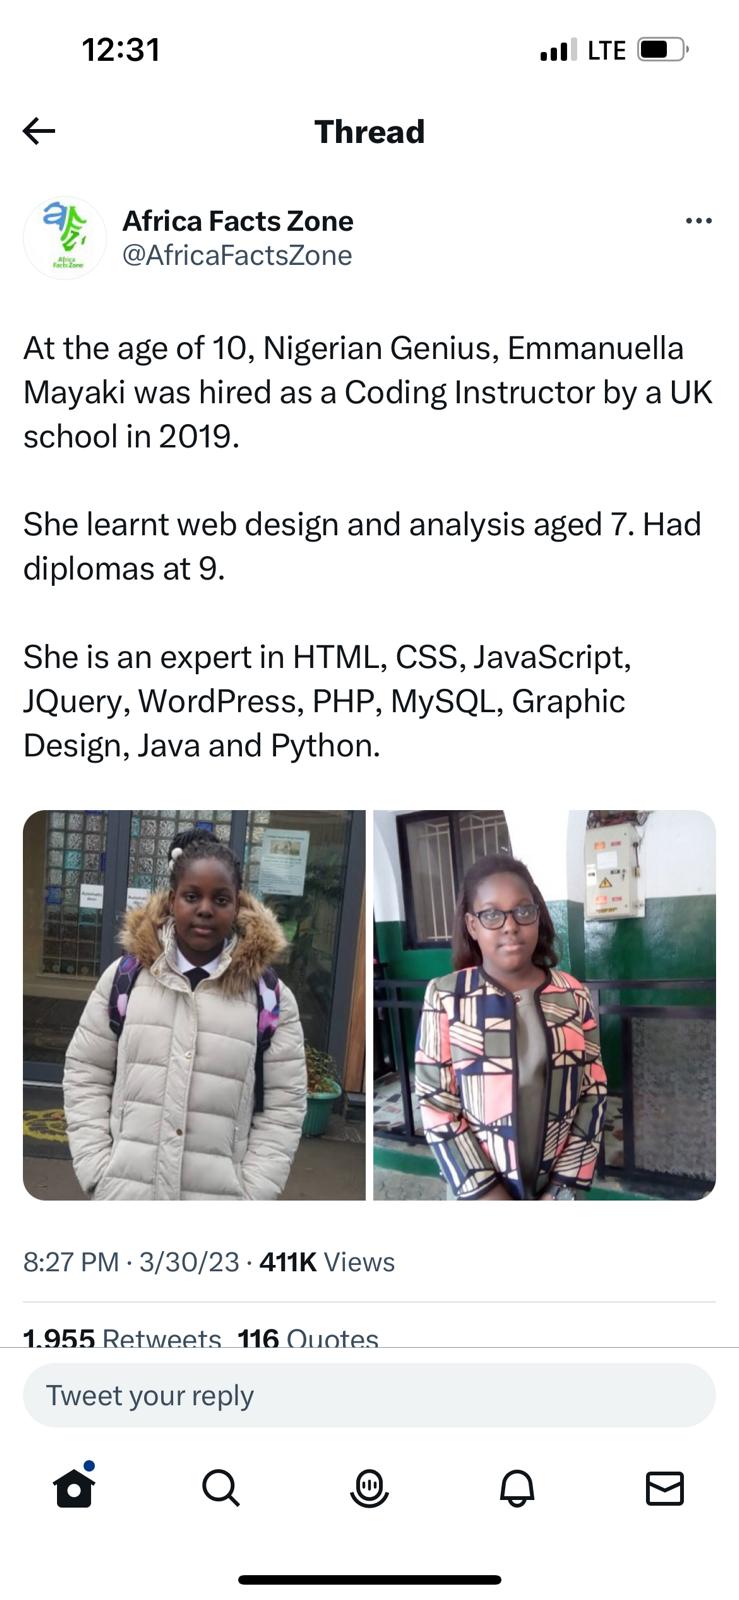 12:31
LTE
Thread
Africa Facts Zone
@AfricaFactsZone
Africa
Facts Zone
At the age of 10, Nigerian Genius, Emmanuella
Mayaki was hired as a Coding Instructor by a UK
school in 2019.
She learnt web design and analysis aged 7. Had
diplomas at 9.
She is an expert in HTML, CSS, JavaScript,
JQuery, WordPress, PHP, MySQL, Graphic
Design, Java and Python.
8:27 PM · 3/30/23 · 411K Views
1,955 Retweets 116 Quotes
Tweet your reply